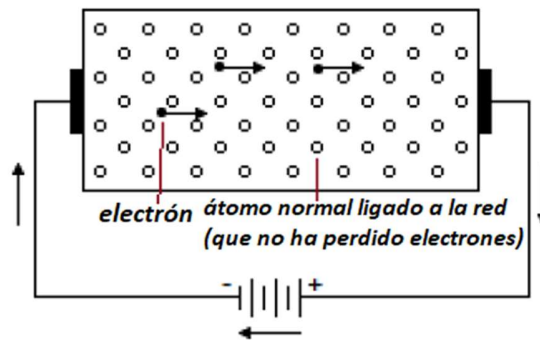 electrón
átomo normal ligado a la red
(que no ha perdido electrones)
- +